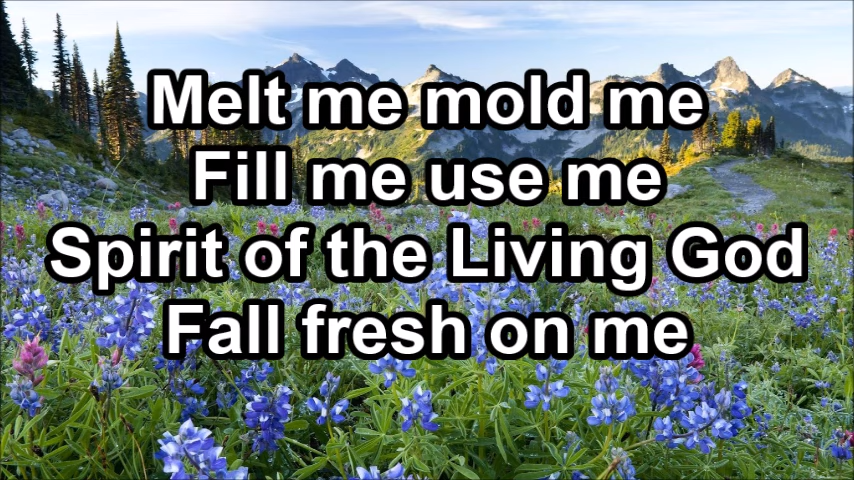 Melt me mold me
Fill me use me
Spirit of the Living God
Fall fresh on me